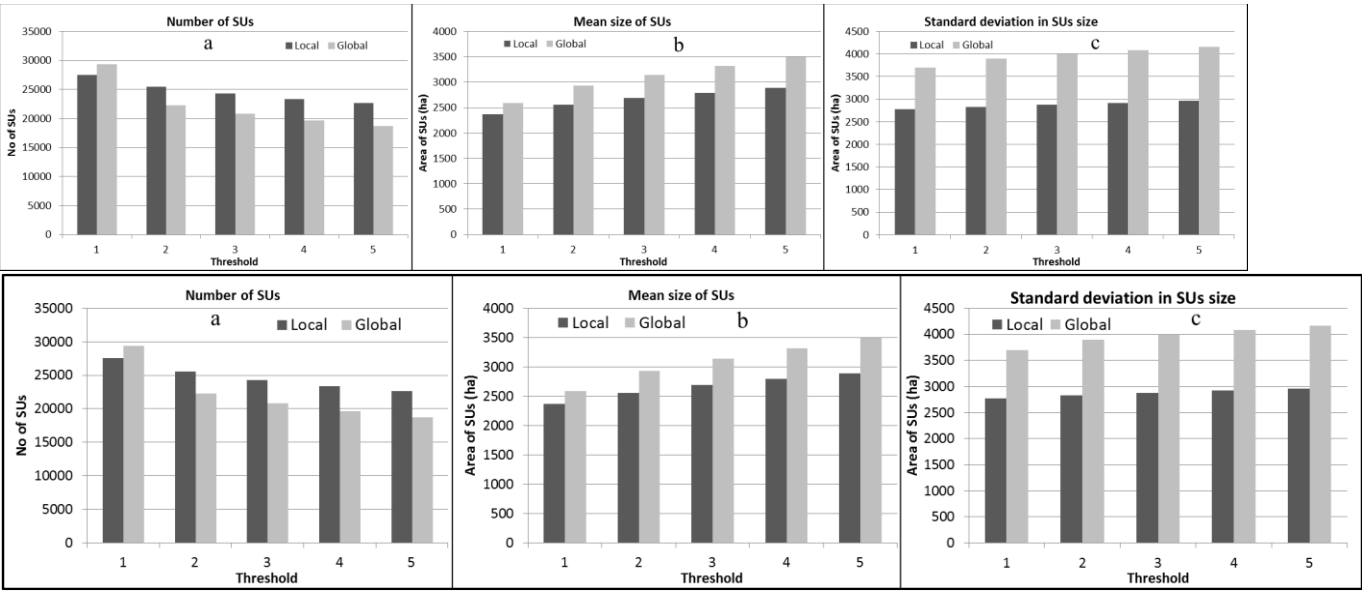 Number of SUs
a
Local Global
35000
30000
25000
20000
15000
10000
5000
0
No of SUs
1 2 3 4 5
Threshold
Mean size of SUs
b
Local Global
4000
3500
3000
2500
2000
1500
1000
500
0
Area of SUs (ha)
1 2 3 4 5
Threshold
Standard deviation in SUs size
c
Local Global
4500
4000
3500
3000
2500
2000
1500
1000
500
0
Area of SUs (ha)
1 2 3 4 5
Threshold
Number of SUs
a
Local Global
35000
30000
25000
20000
15000
10000
5000
0
No of SUs
1 2 3 4 5
Threshold
Mean size of SUs
b
Local Global
4000
3500
3000
2500
2000
1500
1000
500
0
Area of SUs (ha)
1 2 3 4 5
Threshold
Standard deviation in SUs size
c
Local Global
4500
4000
3500
3000
2500
2000
1500
1000
500
0
Area of SUs (ha)
1 2 3 4 5
Threshold